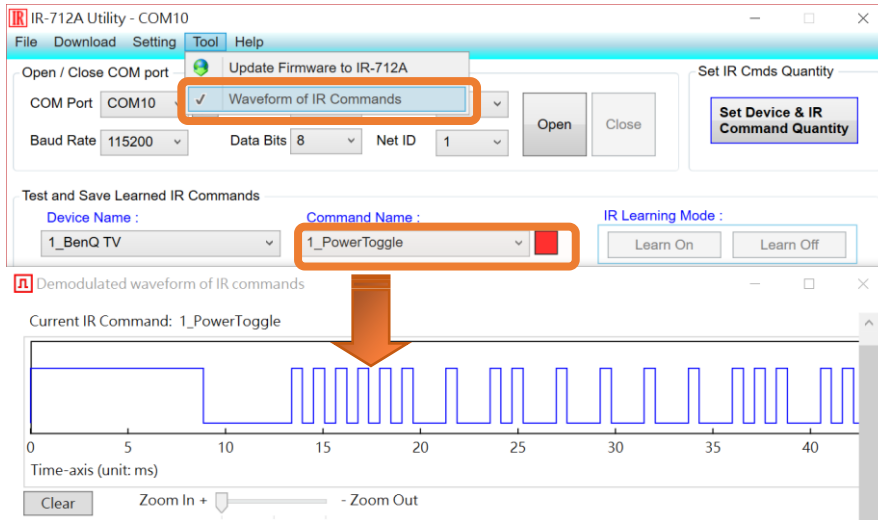 IR IR-712A Utility - COM10
File Download Setting Tool Help
Open / Close COM port
Update Firmware to IR-712A
Set IR Cmds Quantity
COM Port COM10
✓ Waveform of IR Commands
Set Device & IR
Command Quantity
Open Close
Baud Rate 115200 Data Bits 8 Net ID 1
Test and Save Learned IR Commands
Device Name : Command Name : IR Learning Mode :
1_BenQ TV 1_PowerToggle Learn On Learn Off
Demodulated waveform of IR commands
Current IR Command: 1_PowerToggle
0 5 10 15 20 25 30 35 40
Time-axis (unit: ms)
Clear Zoom In + - Zoom Out